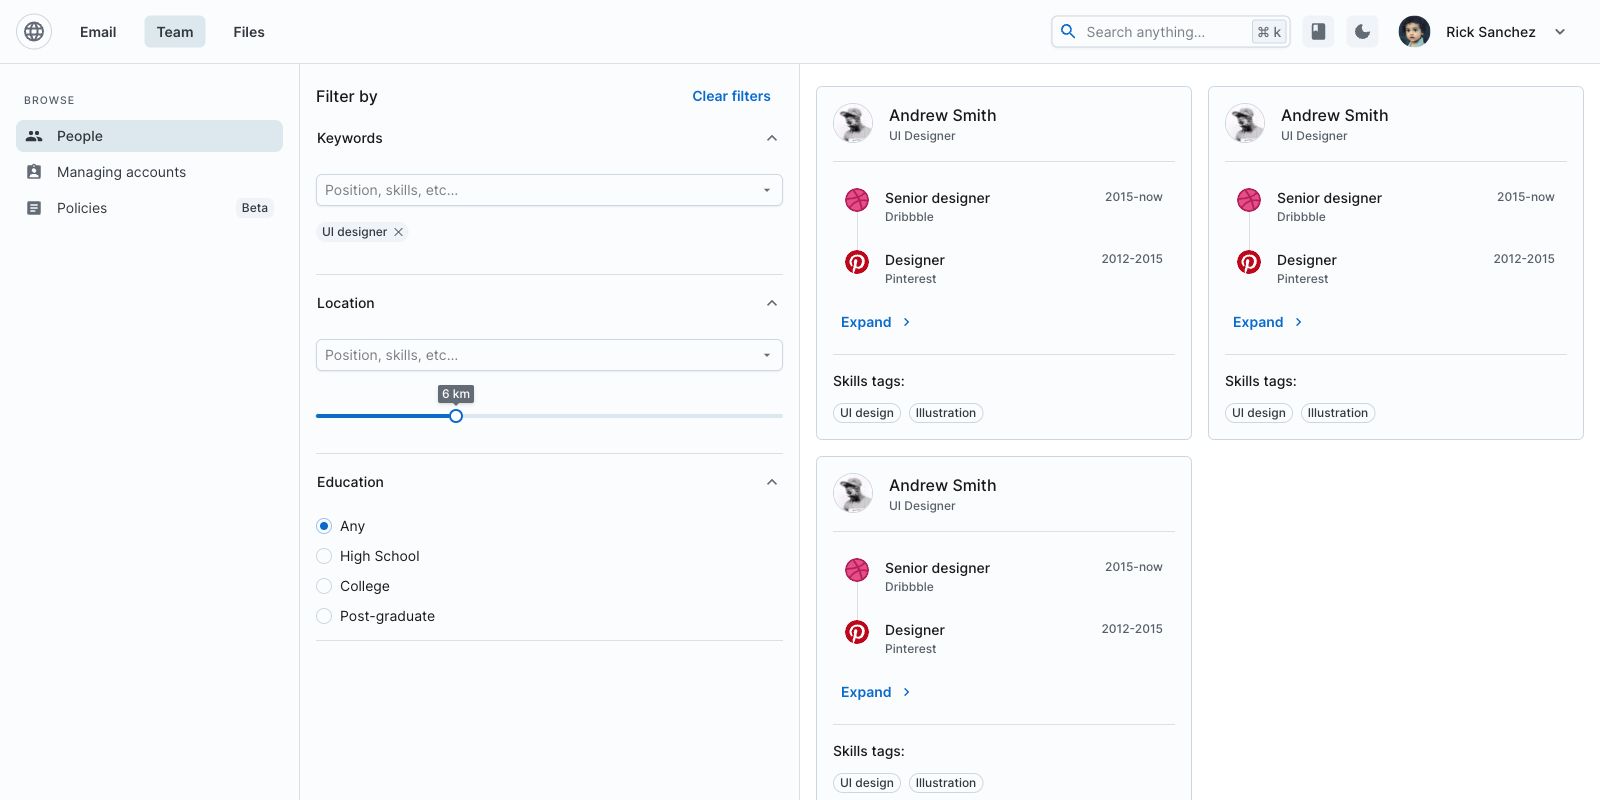 Email
Team
Files
Search anything...
⌘ k
Rick Sanchez
BROWSE
People
Managing accounts
Policies
Beta
Filter by
Clear filters
Keywords
Position, skills, etc...
UI designer
Location
Position, skills, etc...
6 km
Education
Any
High School
College
Post-graduate
Andrew Smith
UI Designer
Senior designer
2015-now
Dribbble
Designer
2012-2015
Pinterest
Expand
Skills tags:
UI design
Illustration
Andrew Smith
UI Designer
Senior designer
2015-now
Dribbble
Designer
2012-2015
Pinterest
Expand
Skills tags:
UI design
Illustration
Andrew Smith
UI Designer
Senior designer
2015-now
Dribbble
Designer
2012-2015
Pinterest
Expand
Skills tags:
UI design
Illustration